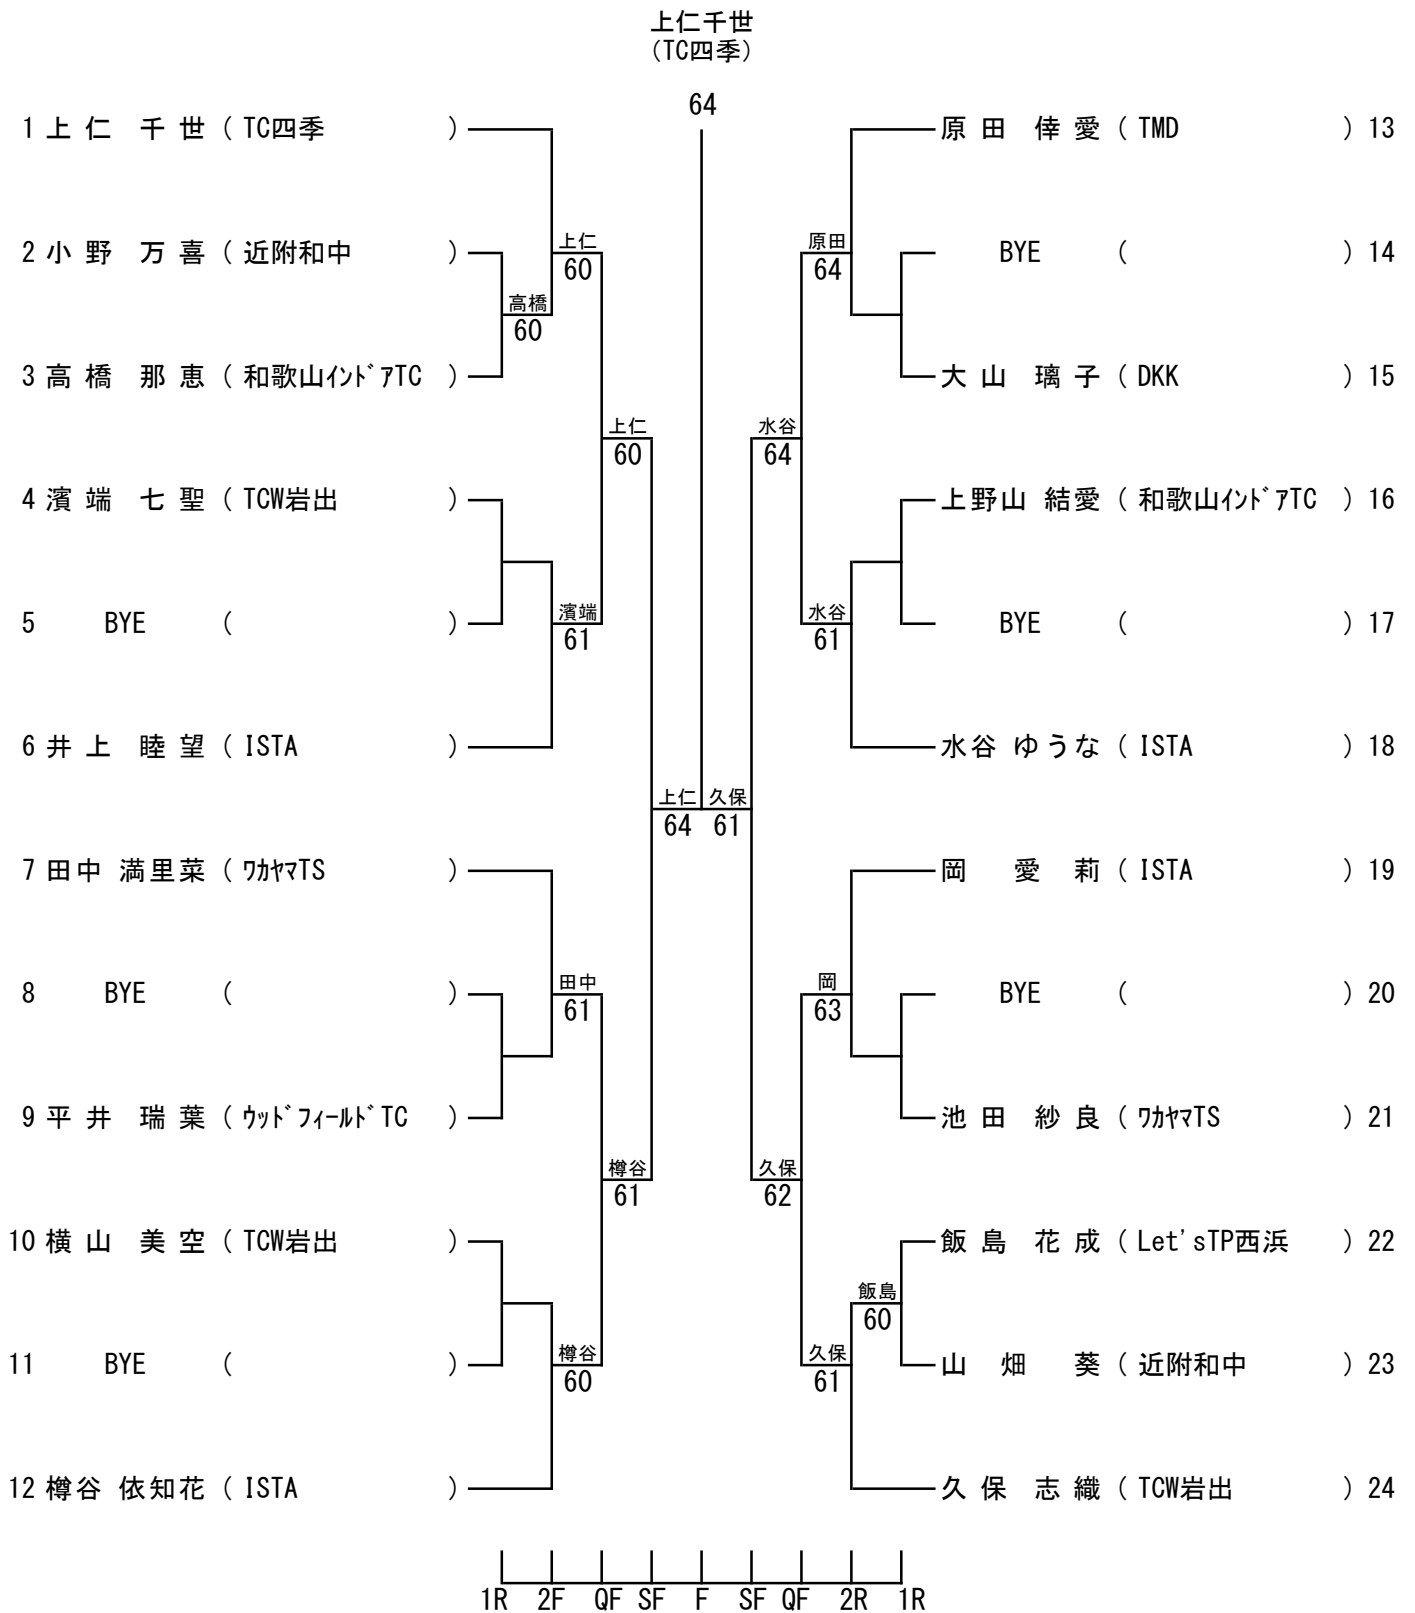 上仁千世
(TC四季)
64
1 上 仁 千 世 ( TC四季 )
2 小 野 万 喜 ( 近附和中 )
3 高 橋 那 恵 ( 和歌山ｲﾝﾄﾞｱTC )
4 濱 端 七 聖 ( TCW岩出 )
5 BYE ( )
6 井 上 睦 望 ( ISTA )
7 田中 満里菜 ( ﾜｶﾔﾏTS )
8 BYE ( )
9 平 井 瑞 葉 ( ｳｯﾄﾞﾌｨｰﾙﾄﾞTC )
10 横 山 美 空 ( TCW岩出 )
11 BYE ( )
12 樽谷 依知花 ( ISTA )
高橋
60
上仁
60
濱端
61
田中
61
樽谷
60
上仁
60
樽谷
61
上仁
64
久保
61
水谷
64
久保
62
原田
64
水谷
61
岡
63
久保
61
飯島
60
原 田 倖 愛 ( TMD ) 13
BYE ( ) 14
大 山 璃 子 ( DKK ) 15
上野山 結愛 ( 和歌山ｲﾝﾄﾞｱTC ) 16
BYE ( ) 17
水谷 ゆうな ( ISTA ) 18
岡 愛 莉 ( ISTA ) 19
BYE ( ) 20
池 田 紗 良 ( ﾜｶﾔﾏTS ) 21
飯 島 花 成 ( Let'sTP西浜 ) 22
山 畑 葵 ( 近附和中 ) 23
久 保 志 織 ( TCW岩出 ) 24
1R 2F QF SF F SF QF 2R 1R